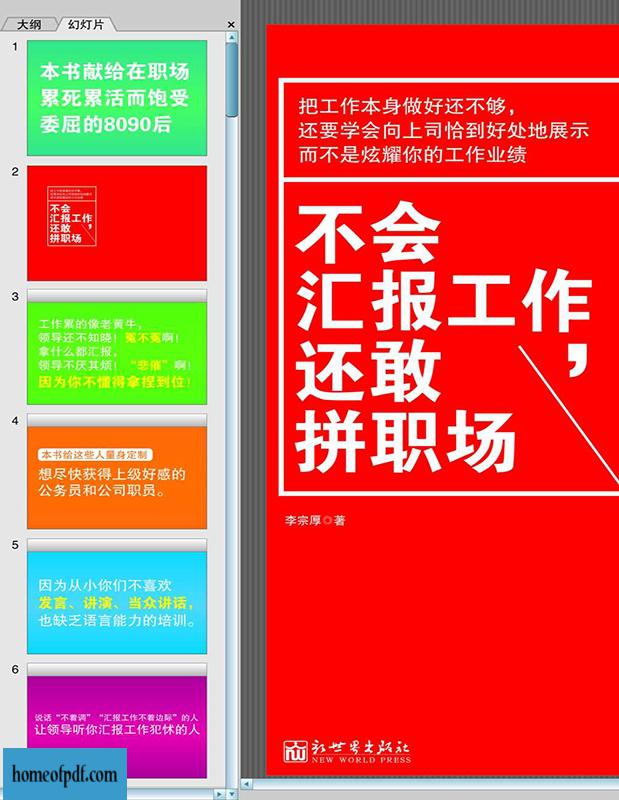 大纲
幻灯片
1
本书献给在职场
累死累活而饱受
委屈的8090后
2
不会
汇报工作,
还敢
拼职场
3
工作累的像老黄牛,
领导还不知晓!冤不冤啊!
拿什么都汇报,
领导不厌其烦!“悲催”啊!
因为你不懂得拿捏到位!
4
本书给这些人量身定制
想尽快获得上级好感的
公务员和公司职员。
5
因为从小你们不喜欢
发言、讲演、当众讲话,
也缺乏语言能力的培训。
6
说话“不着调”“汇报工作不着边际”的人
让领导听你汇报工作犯怵的人
把工作本身做好还不够,
还要学会向上司恰到好处地展示
而不是炫耀你的工作业绩
不会
汇报工作,
还敢
拼职场
李宗厚◎著
新世界出版社
NEW WORLD PRESS
homeofpdf.com